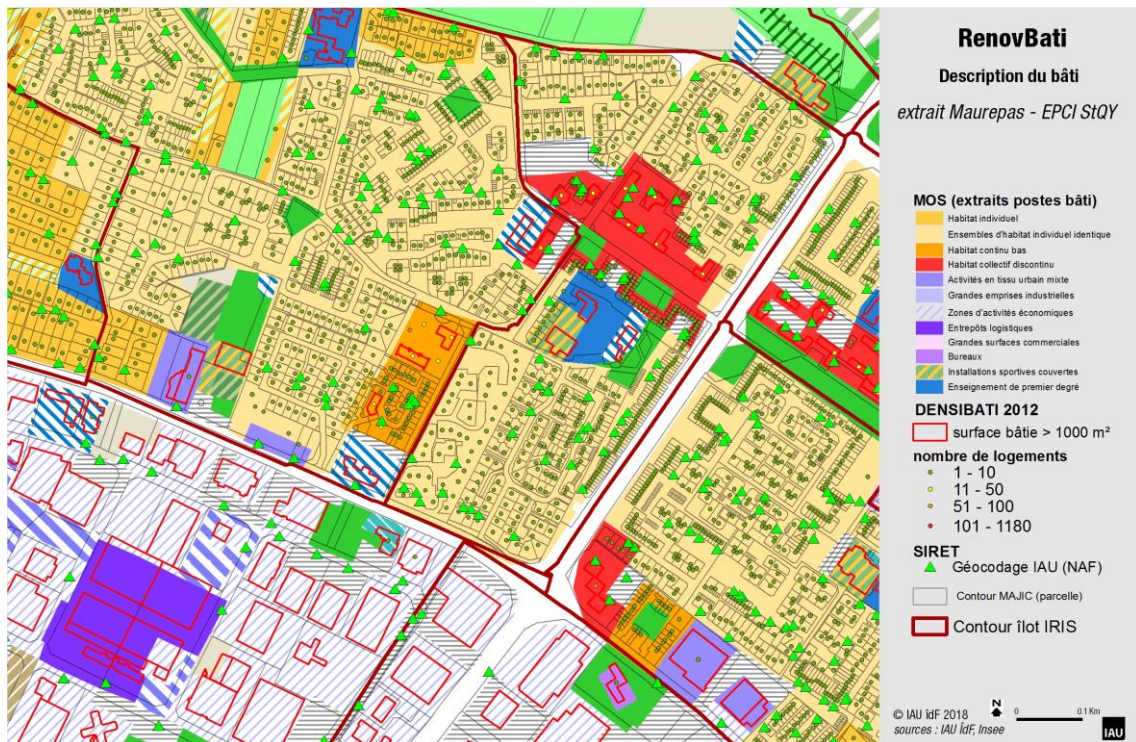 RenovBati
Description du bâti
extrait Maurepas - EPCI StQY
MOS (extraits postes bâti)
Habitat individuel
Ensembles d'habitat individuel identique
Habitat continu bas
Habitat collectif discontinu
Activités en tissu urbain mixte
Grandes emprises industrielles
Zones d'activités économiques
Entrepôts logistiques
Grandes surfaces commerciales
Bureaux
Installations sportives couvertes
Enseignement de premier degré
DENSIBATI 2012
surface bâtie > 1000 m²
nombre de logements
1 - 10
11 - 50
51 - 100
101 - 1180
SIRET
Géocodage IAU (NAF)
Contour MAJIC (parcelle)
Contour îlot IRIS
© IAU îdF 2018
sources : IAU ÎdF, Insee
N
0 0.1 Km
IAU